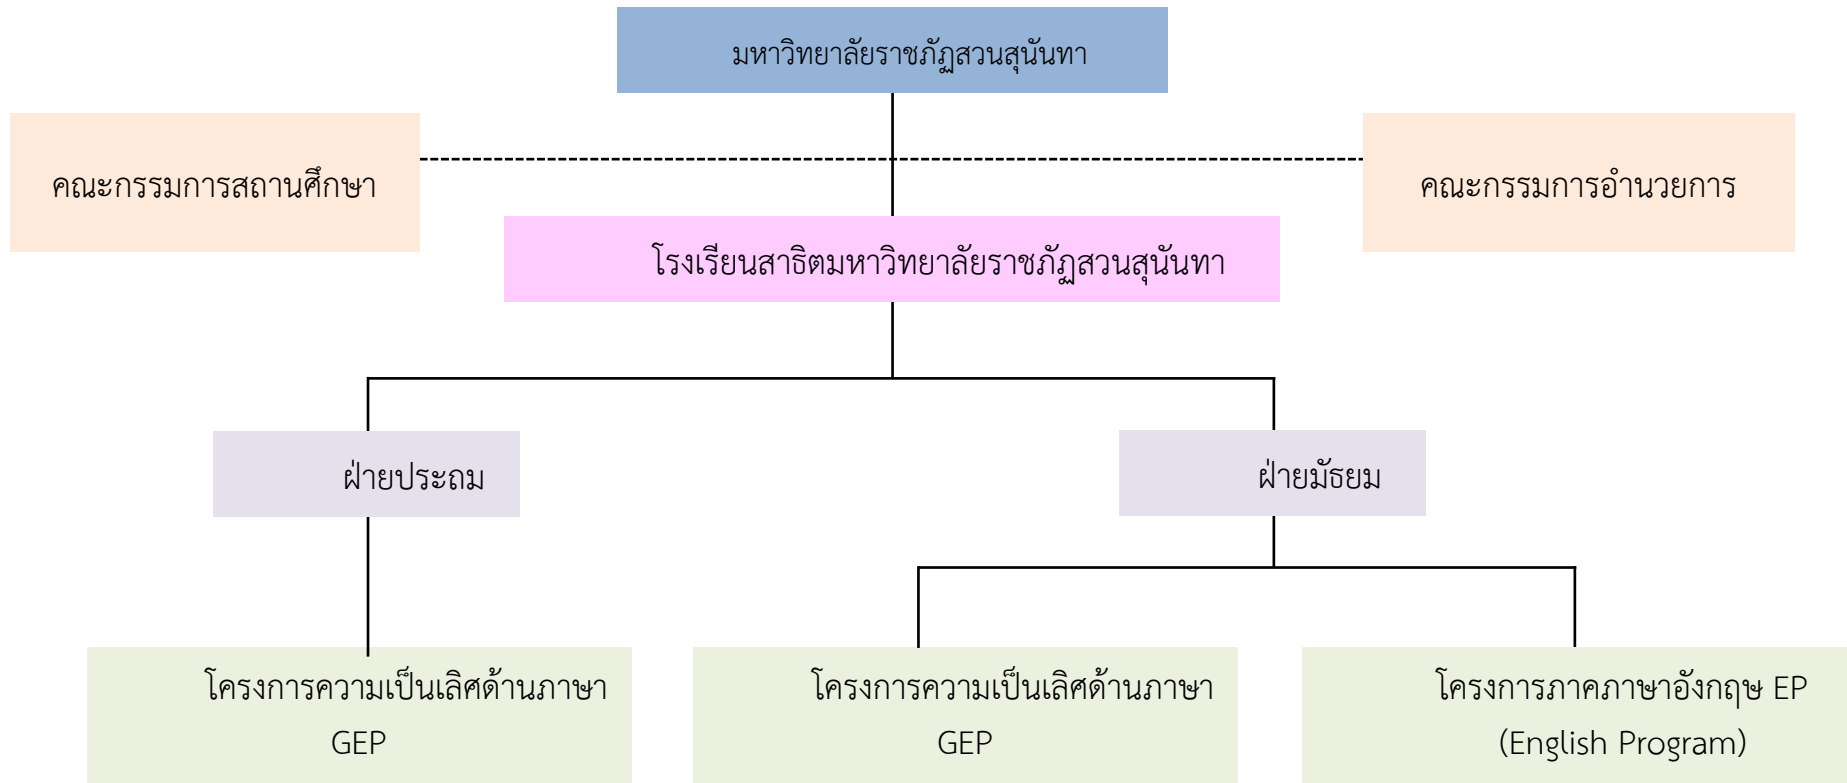 มหาวิทยาลัยราชภัฏสวนสุนันทา
คณะกรรมการสถานศึกษา
คณะกรรมการอำนวยการ
โรงเรียนสาธิตมหาวิทยาลัยราชภัฏสวนสุนันทา
ฝ่ายประถม
ฝ่ายมัธยม
โครงการความเป็นเลิศด้านภาษา
GEP
โครงการความเป็นเลิศด้านภาษา
GEP
โครงการภาคภาษาอังกฤษ EP
(English Program)